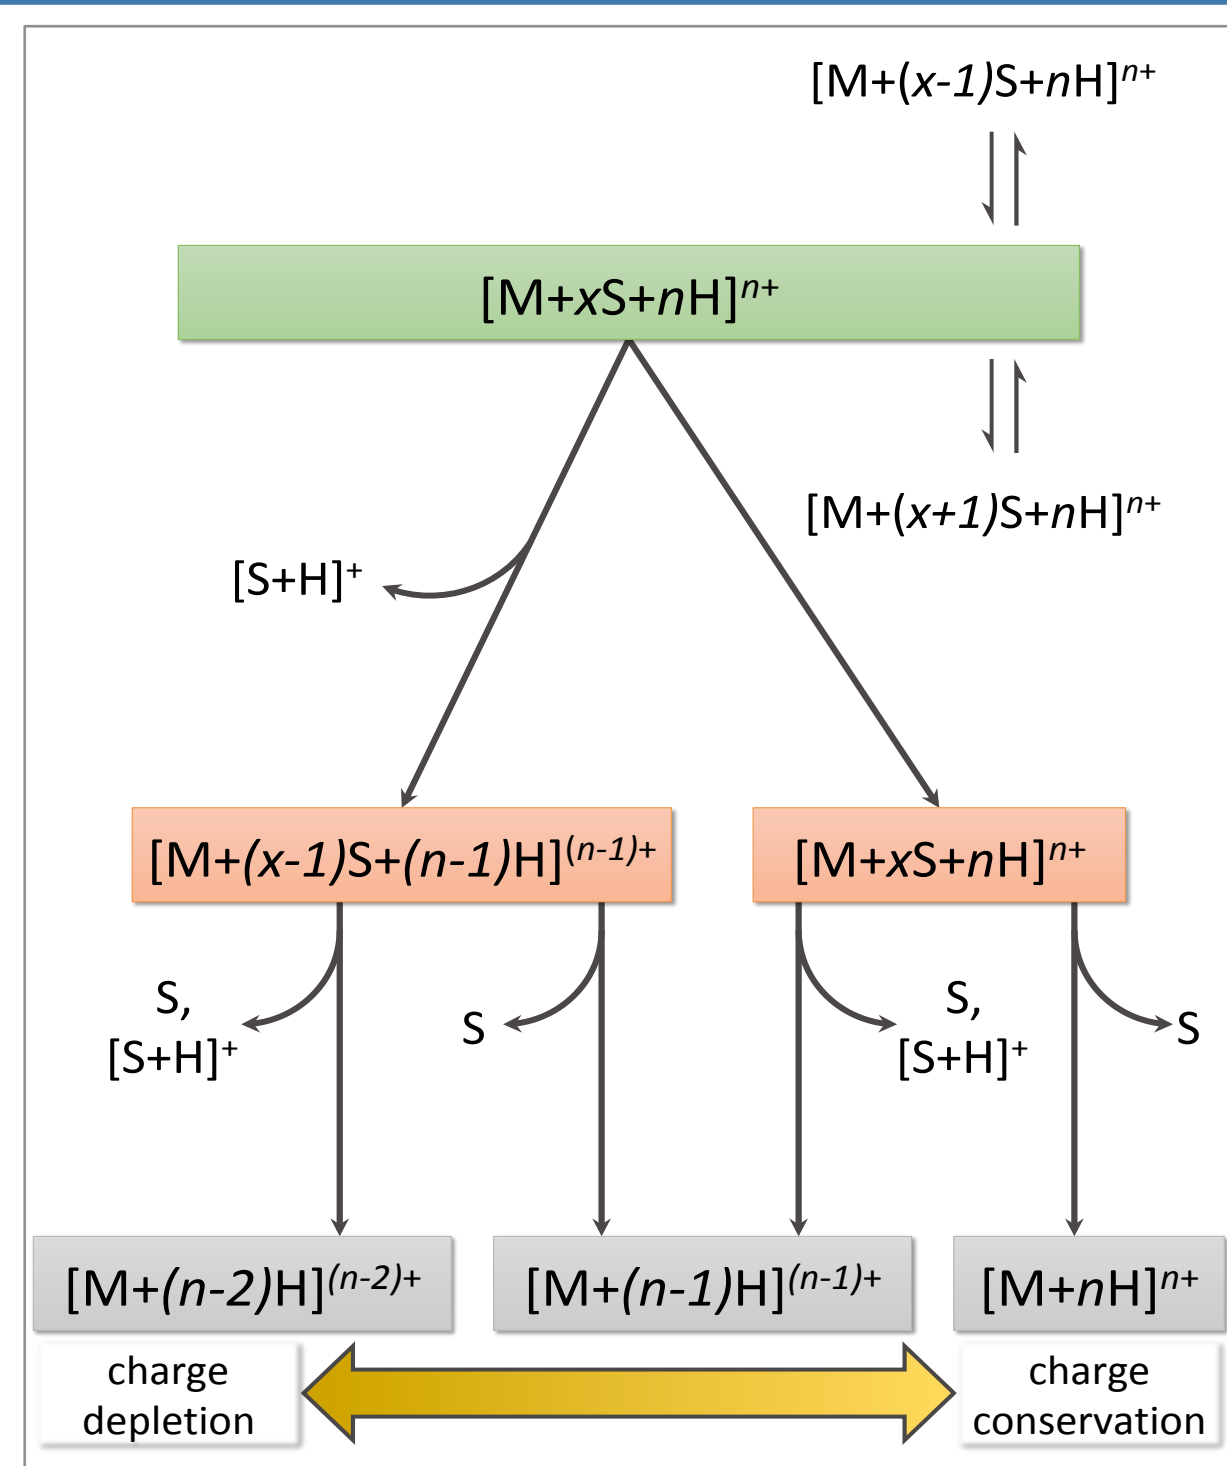 [M+(x-1)S+nH]ⁿ⁺
[M+xS+nH]ⁿ⁺
[M+(x+1)S+nH]ⁿ⁺
[S+H]⁺
[M+(x-1)S+(n-1)H]⁽ⁿ⁻¹⁾⁺
[M+xS+nH]ⁿ⁺
S,
[S+H]⁺
S
S,
[S+H]⁺
S
[M+(n-2)H]⁽ⁿ⁻²⁾⁺
[M+(n-1)H]⁽ⁿ⁻¹⁾⁺
[M+nH]ⁿ⁺
charge
depletion
charge
conservation